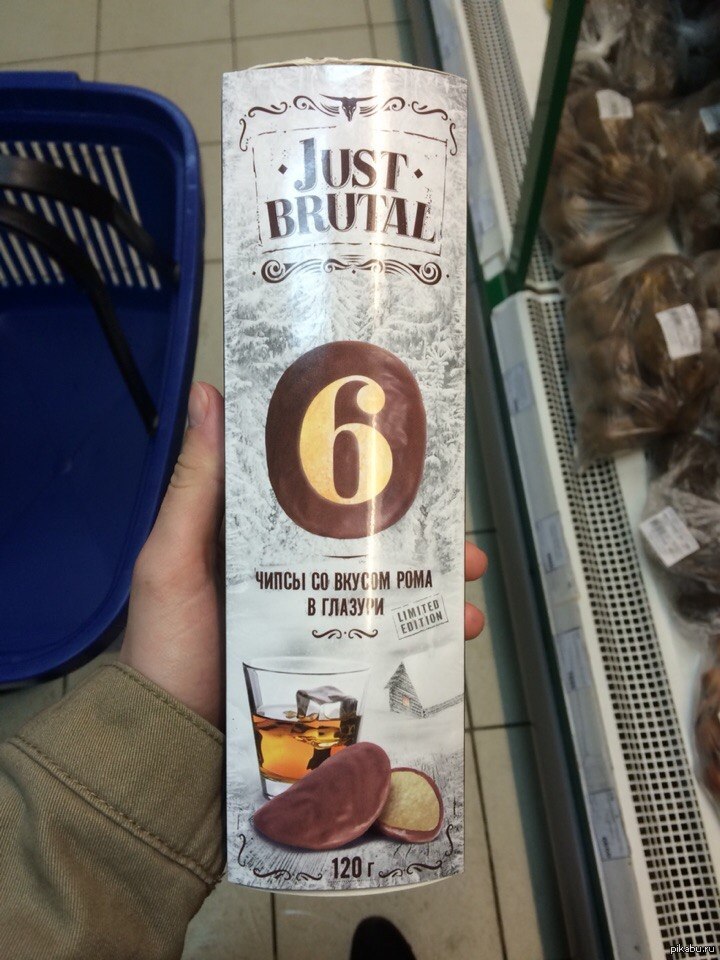 JUST
BRUTAL
6
ЧИПСЫ СО ВКУСОМ РОМА
В ГЛАЗУРИ
LIMITED
EDITION
120 г
pikabu.ru